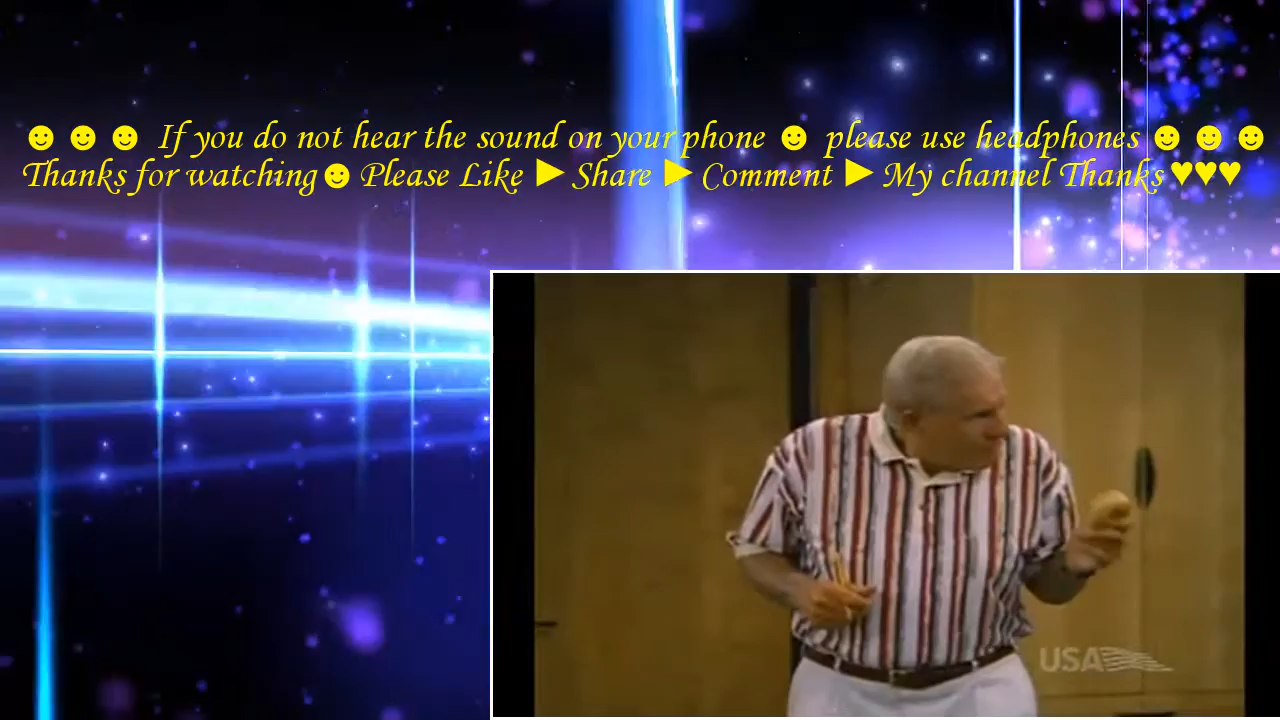 ☻☻☻ If you do not hear the sound on your phone ☻ please use headphones ☻☻☻
Thanks for watching☻Please Like ►Share ►Comment ►My channel Thanks♥♥♥
USA